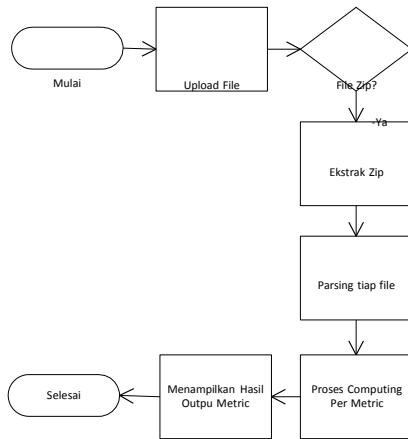 Mulai
Upload File
File Zip?
-Ya
Ekstrak Zip
Parsing tiap file
Proses Computing
Per Metric
Menampilkan Hasil
Outpu Metric
Selesai